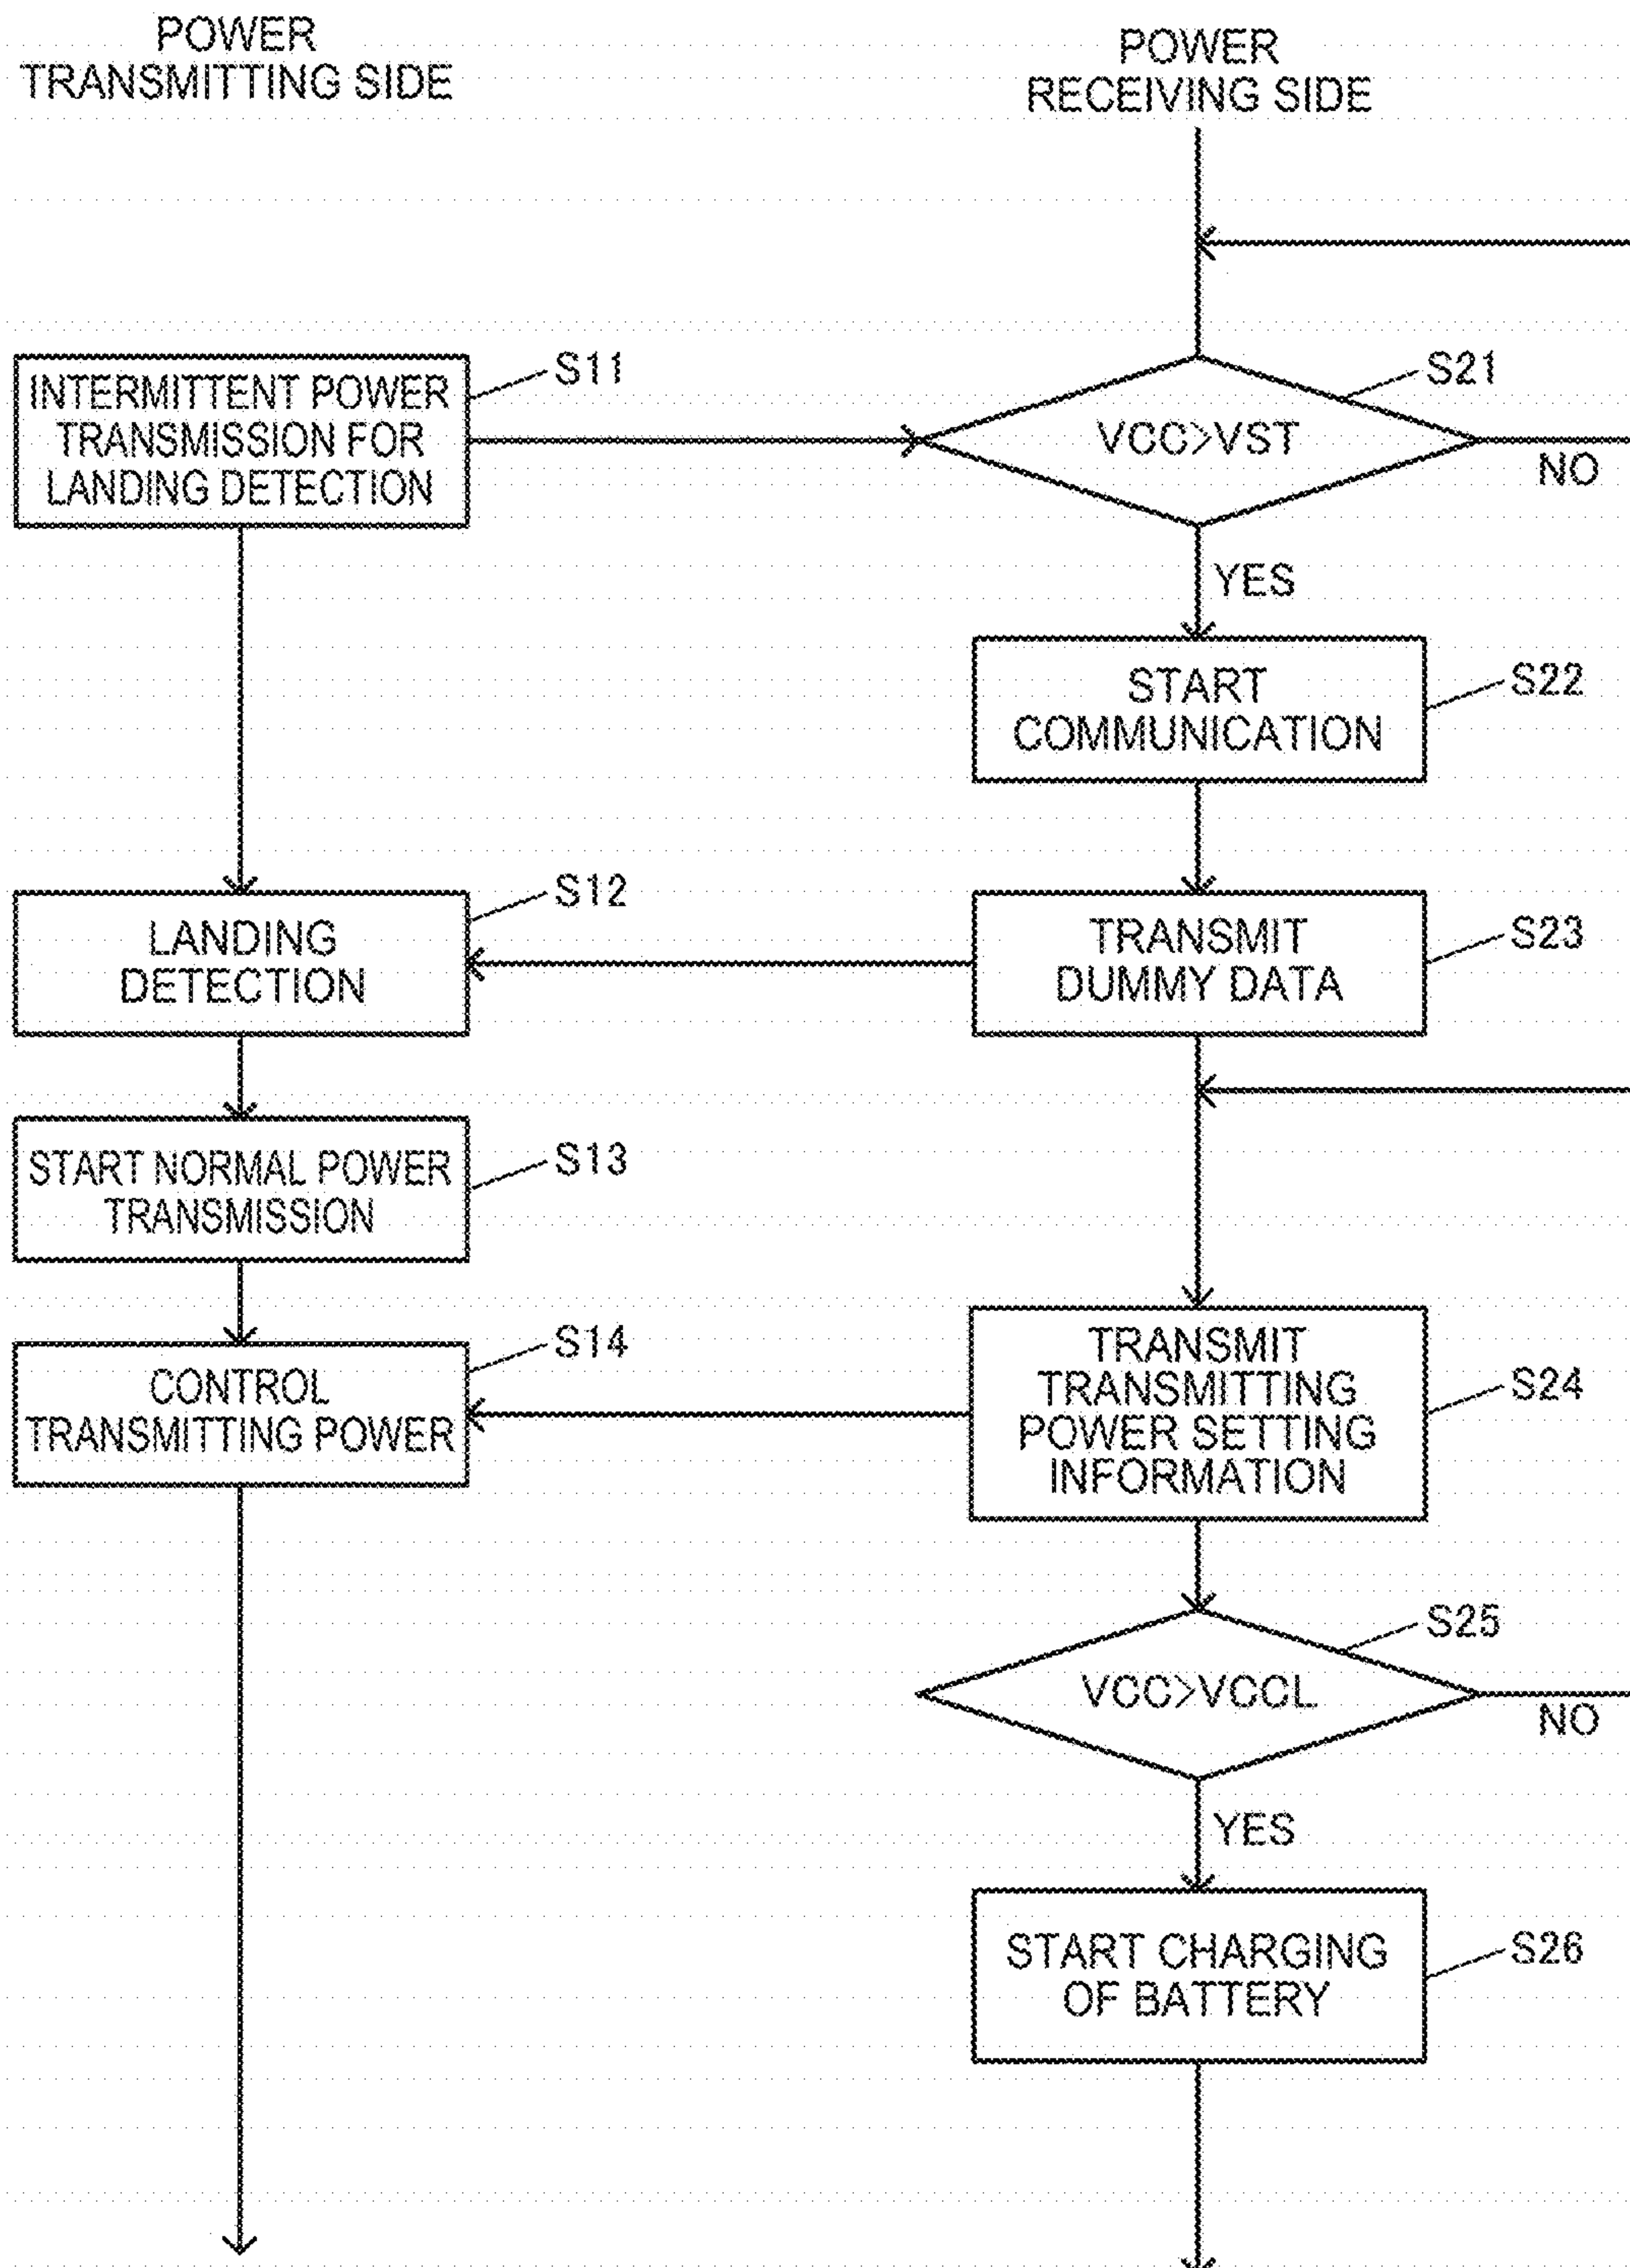 POWER
TRANSMITTING SIDE
POWER
RECEIVING SIDE
INTERMITTENT POWER
TRANSMISSION FOR
LANDING DETECTION
S11
VCC>VST
S21
NO
YES
START
COMMUNICATION
S22
LANDING
DETECTION
S12
TRANSMIT
DUMMY DATA
S23
START NORMAL POWER
TRANSMISSION
S13
CONTROL
TRANSMITTING POWER
S14
TRANSMIT
TRANSMITTING
POWER SETTING
INFORMATION
S24
VCC>VCCL
S25
NO
YES
START CHARGING
OF BATTERY
S26